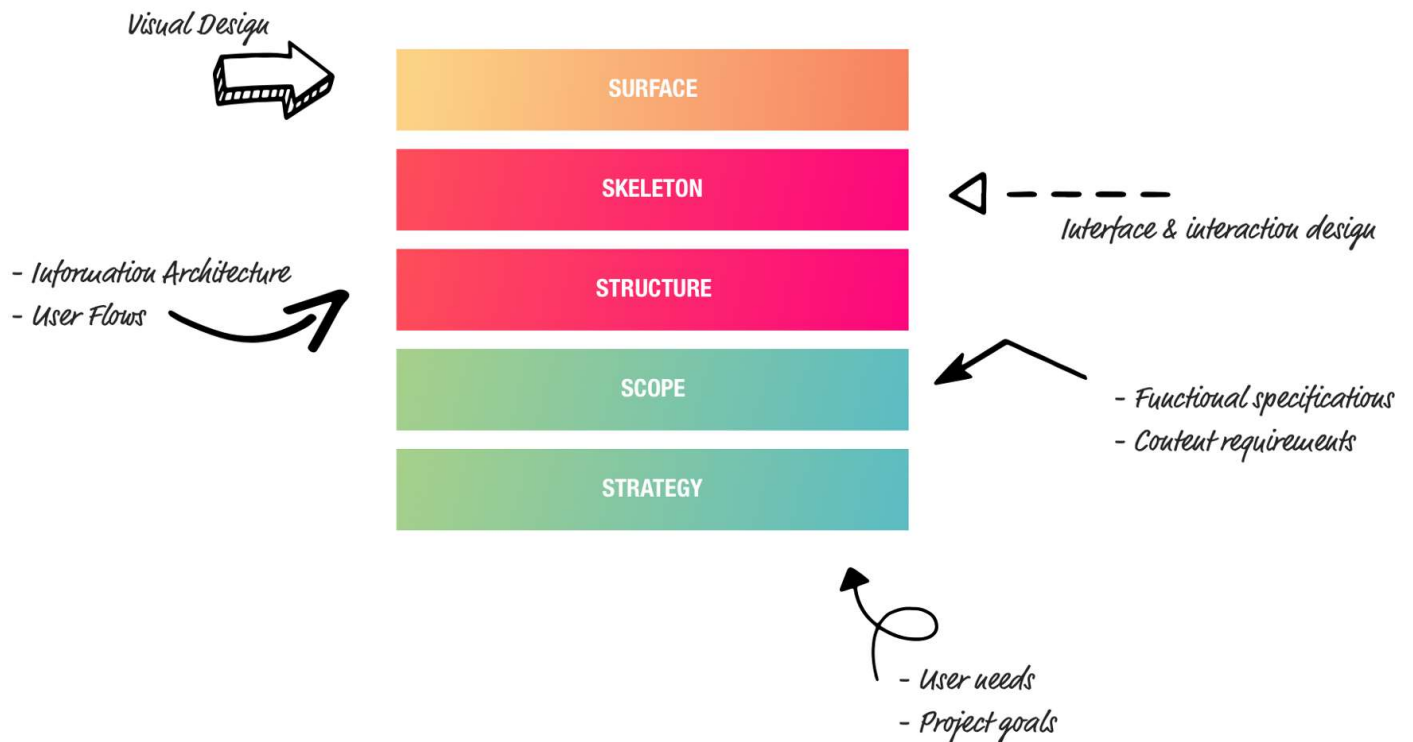 Visual Design
SURFACE
SKELETON
Interface & interaction design
- Information Architecture
- User Flows
STRUCTURE
SCOPE
- Functional specifications
- Content requirements
STRATEGY
- User needs
- Project goals